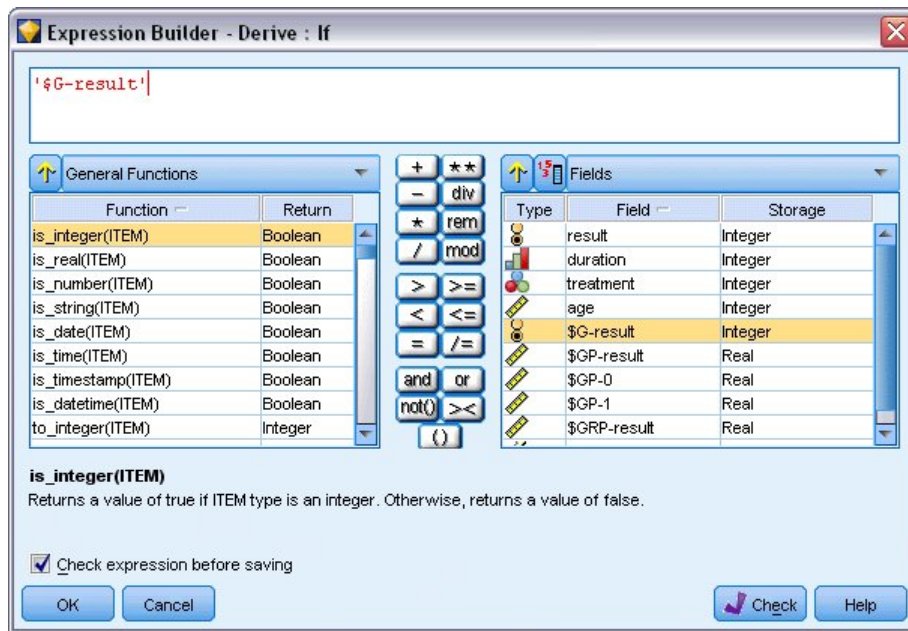 Expression Builder - Derive : If
'$G-result'
General Functions
Function Return
is_integer(ITEM) Boolean
is_real(ITEM) Boolean
is_number(ITEM) Boolean
is_string(ITEM) Boolean
is_date(ITEM) Boolean
is_time(ITEM) Boolean
is_timestamp(ITEM) Boolean
is_datetime(ITEM) Boolean
to_integer(ITEM) Integer
+ **
- div
* rem
/ mod
> >=
< <=
= /=
and or
not() ><
()
Fields
Type Field Storage
result Integer
duration Integer
treatment Integer
age Integer
$G-result Integer
$GP-result Real
$GP-0 Real
$GP-1 Real
$GRP-result Real
is_integer(ITEM)
Returns a value of true if ITEM type is an integer. Otherwise, returns a value of false.
Check expression before saving
OK Cancel Check Help